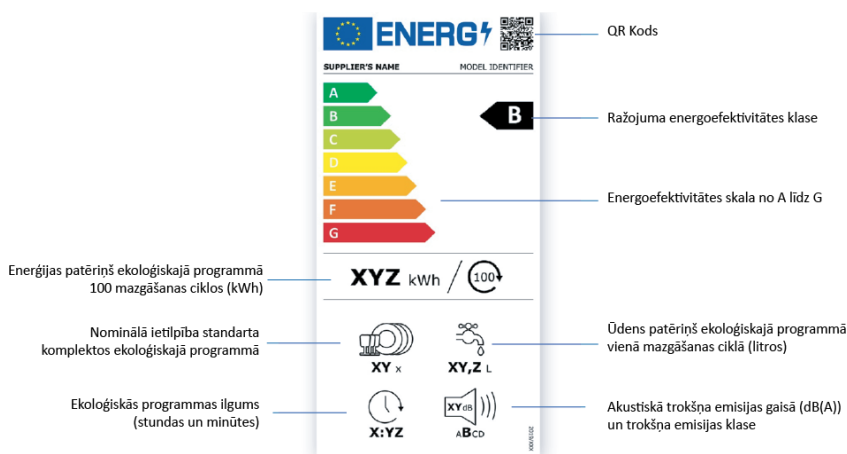 ENERG
QR Kods
SUPPLIER'S NAME MODEL IDENTIFIER
A
B
B
Ražojuma energoefektivitātes klase
C
D
E
Energoefektivitātes skala no A līdz G
F
G
Enerģijas patēriņš ekoloģiskajā programmā
100 mazgāšanas ciklos (kWh)
XYZ kWh / 100
Nominālā ietilpība standarta
komplektos ekoloģiskajā programmā
XY x
XY,Z L
Ūdens patēriņš ekoloģiskajā programmā
vienā mazgāšanas ciklā (litros)
Ekoloģiskās programmas ilgums
(stundas un minūtes)
X:YZ
XY dB
ABCD
Akustiskā trokšņa emisijas gaisā (dB(A))
un trokšņa emisijas klase